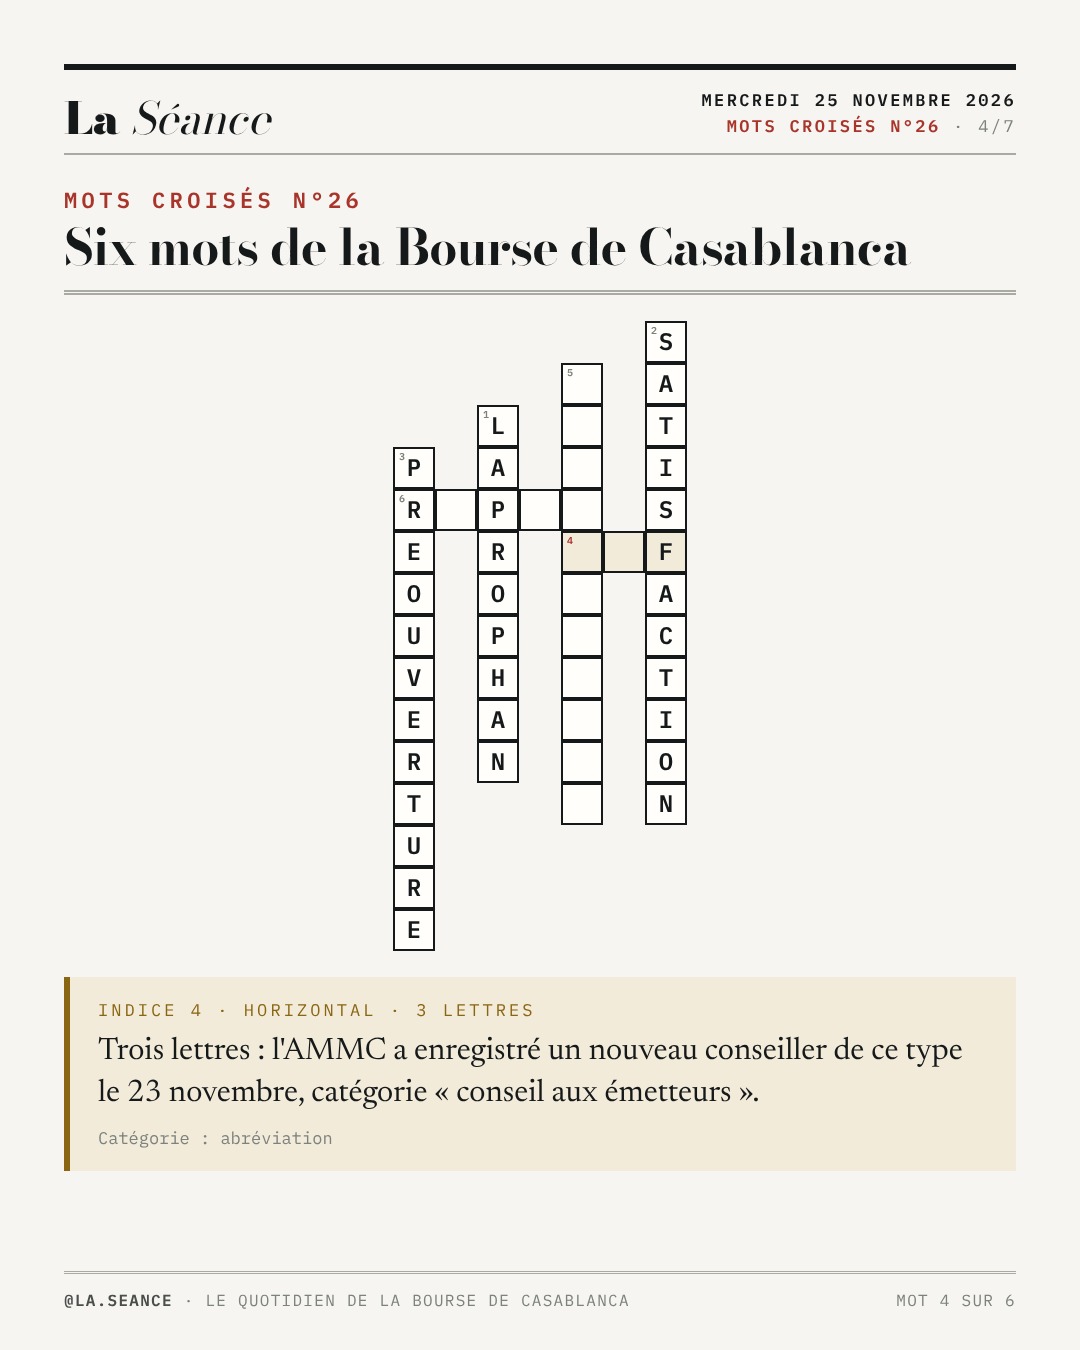 La Séance
MERCREDI 25 NOVEMBRE 2026
MOTS CROISÉS N°26 · 4/7
MOTS CROISÉS N°26
Six mots de la Bourse de Casablanca
2 S
5 A
1 L T
3 P A I
6 R P S
E R 4 F
O O A
U P C
V H T
E A I
R N O
T N
U
R
E
INDICE 4 · HORIZONTAL · 3 LETTRES
Trois lettres : l'AMMC a enregistré un nouveau conseiller de ce type
le 23 novembre, catégorie « conseil aux émetteurs ».
Catégorie : abréviation
@LA.SEANCE · LE QUOTIDIEN DE LA BOURSE DE CASABLANCA
MOT 4 SUR 6